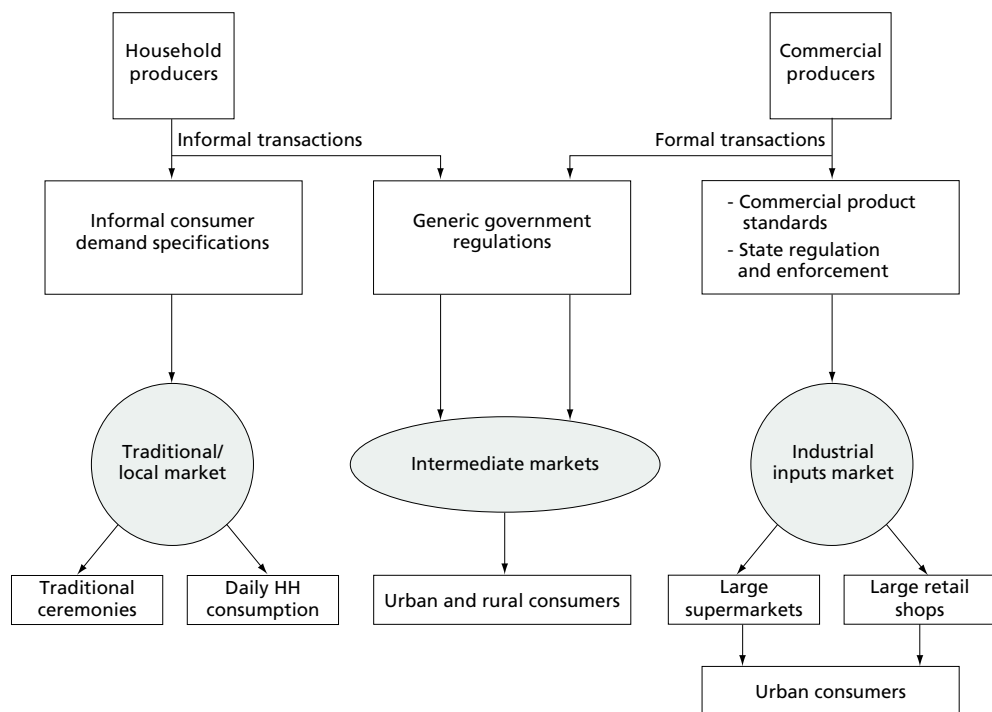 Household
producers
Commercial
producers
Informal transactions
Formal transactions
Informal consumer
demand specifications
Generic government
regulations
- Commercial product
standards
- State regulation
and enforcement
Traditional/
local market
Intermediate markets
Industrial
inputs market
Traditional
ceremonies
Daily HH
consumption
Urban and rural consumers
Large
supermarkets
Large retail
shops
Urban consumers